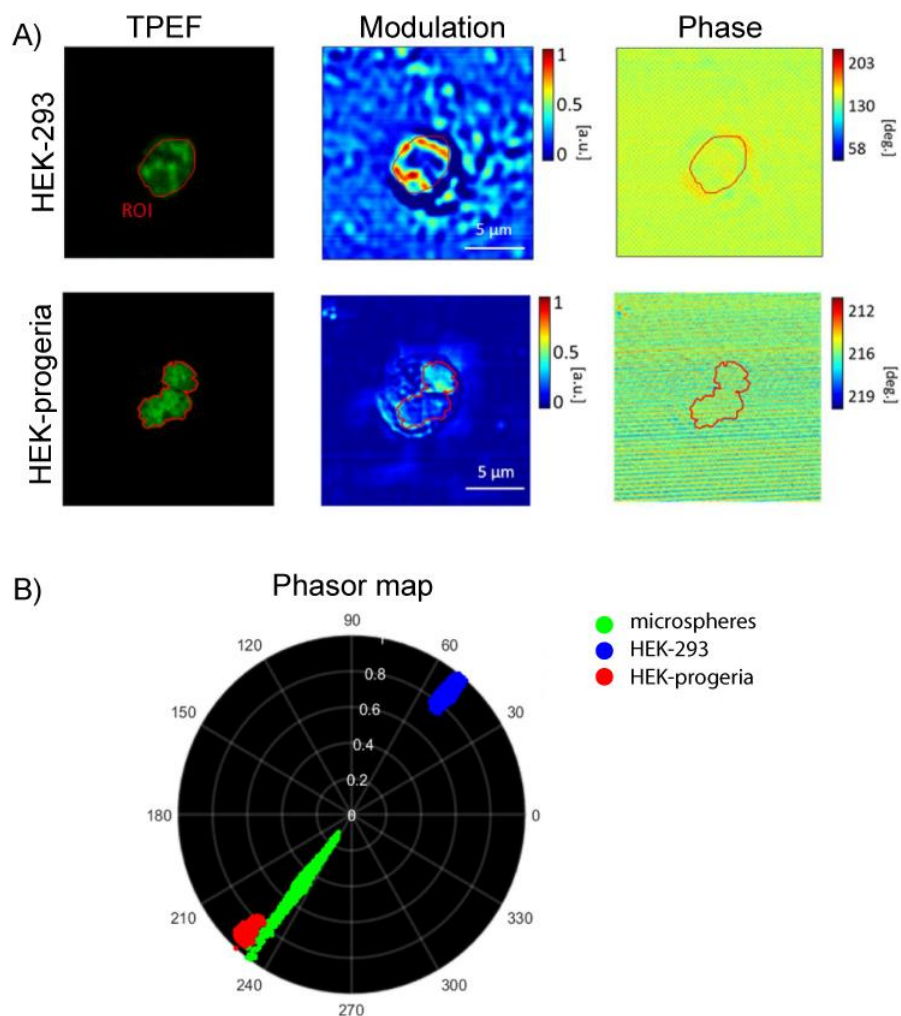 A)
TPEF
Modulation
Phase
HEK-293
ROI
5 µm
1
0.5
0
[a.u.]
203
130
58
[deg.]
HEK-progeria
5 µm
1
0.5
0
[a.u.]
212
216
219
[deg.]
B)
Phasor map
microspheres
HEK-293
HEK-progeria
90
120
60
1
0.8
150
30
0.6
0.4
0.2
180
0
0
210
330
240
300
270